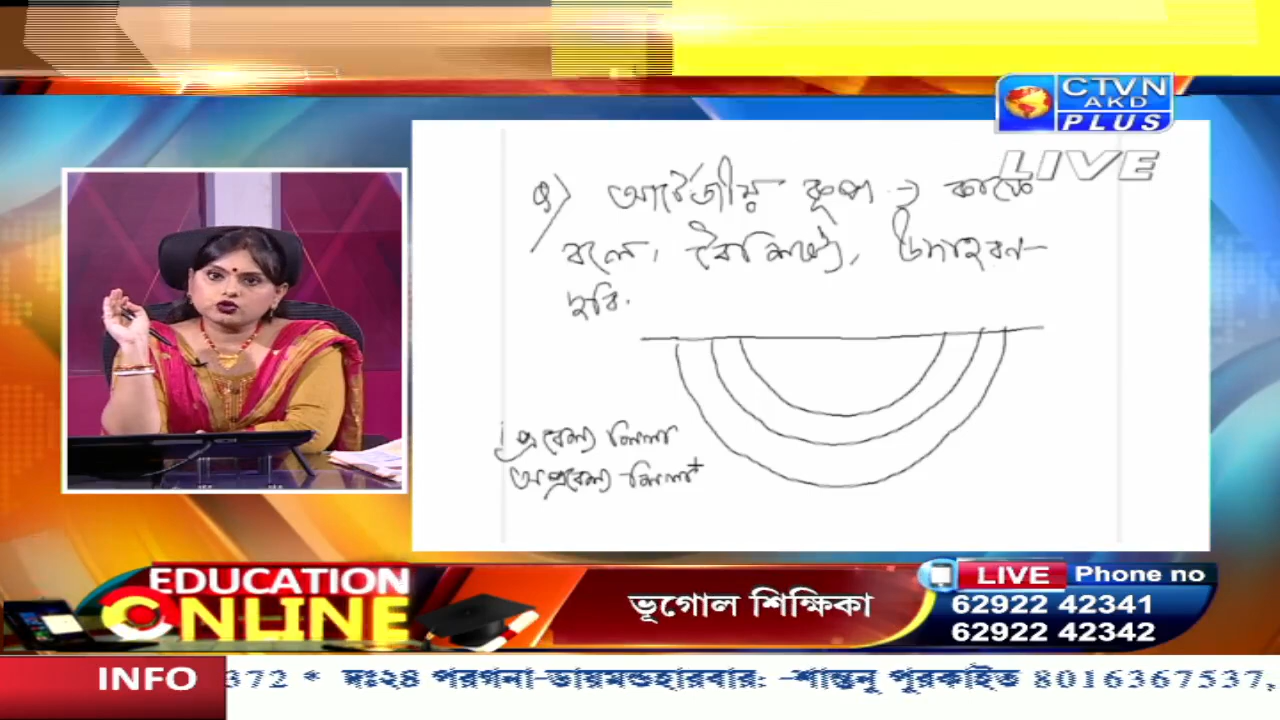 CTVN
AKD
PLUS
LIVE
Q) আর্টেজীয় কূপ → কাকে
বলে, বৈশিষ্ট্য, উদাহরণ-
ছবি.
প্রবেশ্য শিলা
অপ্রবেশ্য শিলা
EDUCATION
ONLINE
ভূগোল শিক্ষিকা
LIVE Phone no
62922 42341
62922 42342
INFO 372 * দঃ২৪ পরগনা-ডায়মন্ডহারবার: -শান্তনু পুরকাইত 8016367537,